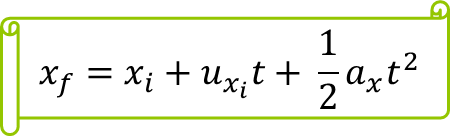 x_f = x_i + u_{x_i} t + \frac{1}{2} a_x t^2